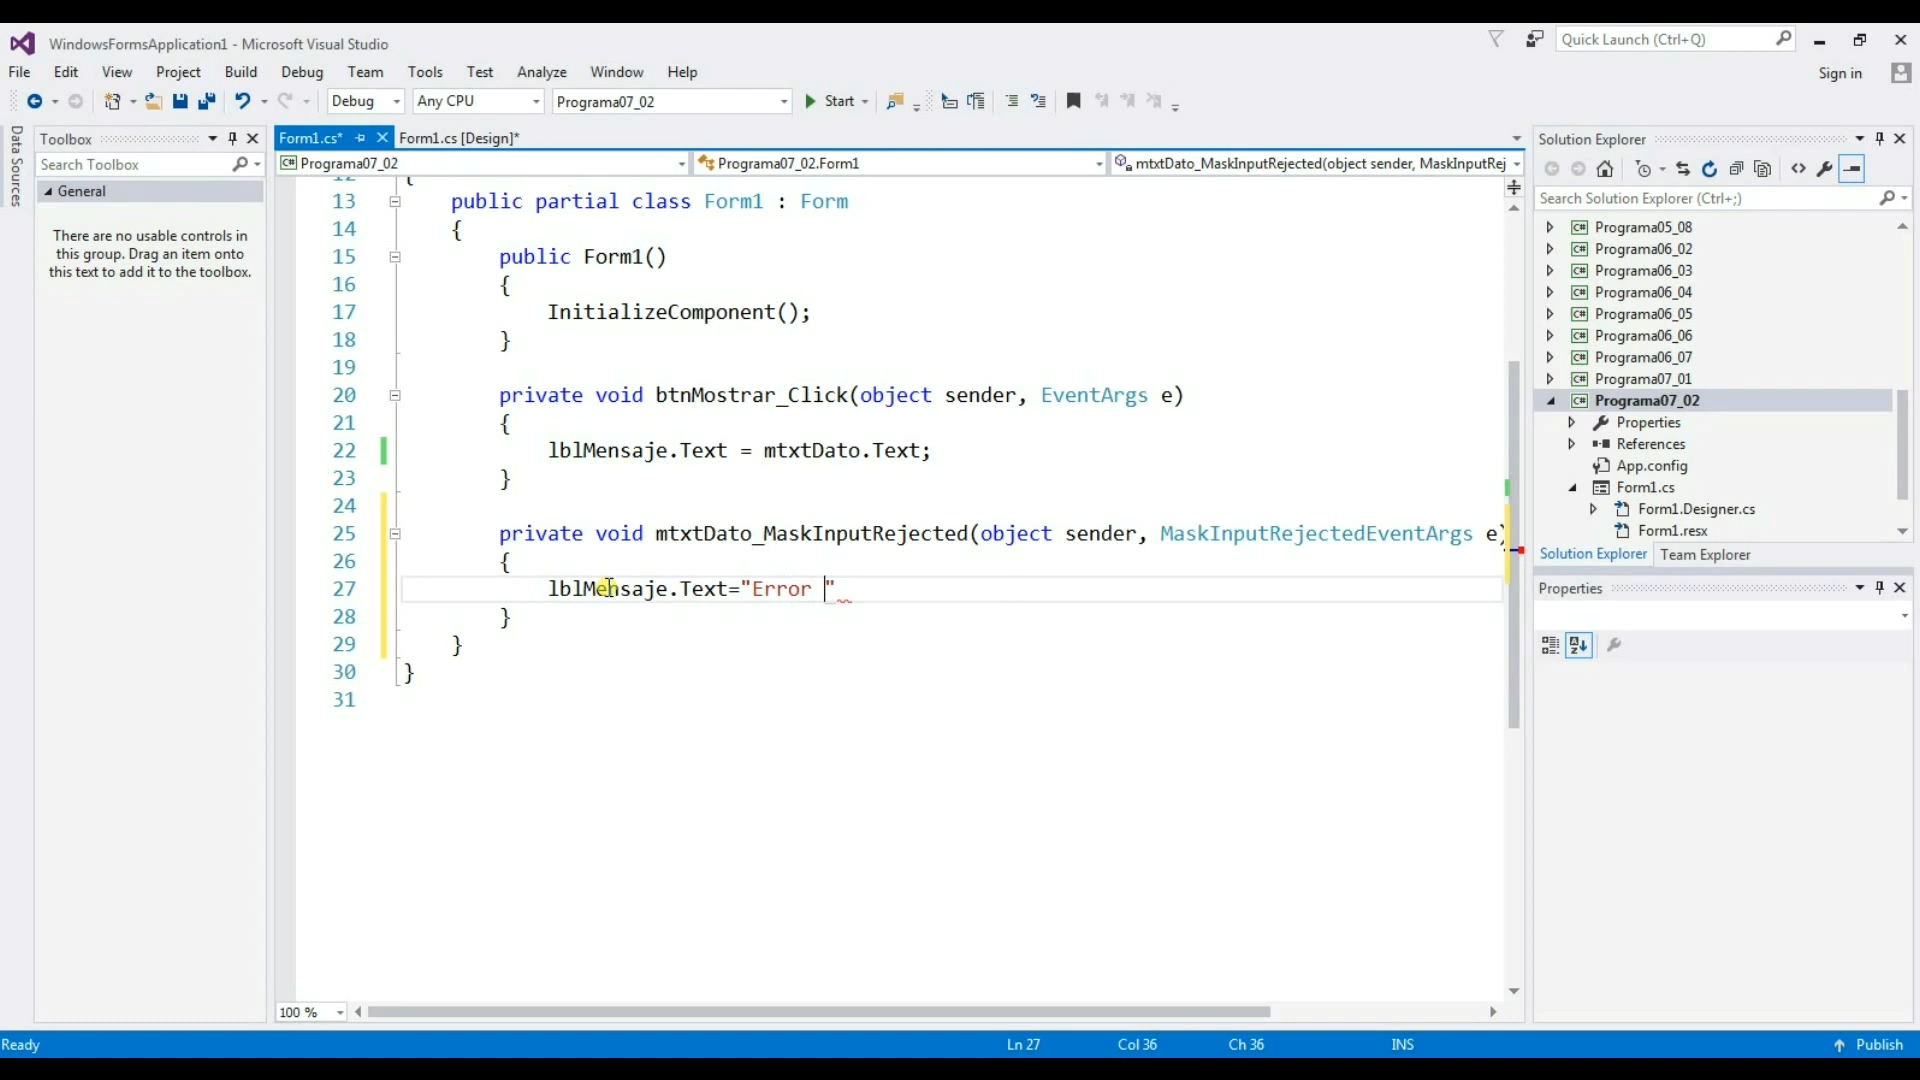 WindowsFormsApplication1 - Microsoft Visual Studio
Quick Launch (Ctrl+Q)
File Edit View Project Build Debug Team Tools Test Analyze Window Help
Sign in
Debug Any CPU Programa07_02 Start
Data Sources
Toolbox
Search Toolbox
General
There are no usable controls in
this group. Drag an item onto
this text to add it to the toolbox.
Form1.cs* Form1.cs [Design]*
Programa07_02 Programa07_02.Form1 mtxtDato_MaskInputRejected(object sender, MaskInputRej
12 {
13 public partial class Form1 : Form
14 {
15 public Form1()
16 {
17 InitializeComponent();
18 }
19
20 private void btnMostrar_Click(object sender, EventArgs e)
21 {
22 lblMensaje.Text = mtxtDato.Text;
23 }
24
25 private void mtxtDato_MaskInputRejected(object sender, MaskInputRejectedEventArgs e)
26 {
27 lblMensaje.Text="Error "
28 }
29 }
30 }
31
100 %
Solution Explorer
Search Solution Explorer (Ctrl+;)
C# Programa05_08
C# Programa06_02
C# Programa06_03
C# Programa06_04
C# Programa06_05
C# Programa06_06
C# Programa06_07
C# Programa07_01
C# Programa07_02
Properties
References
App.config
Form1.cs
Form1.Designer.cs
Form1.resx
Solution Explorer Team Explorer
Properties
Ready Ln 27 Col 36 Ch 36 INS Publish